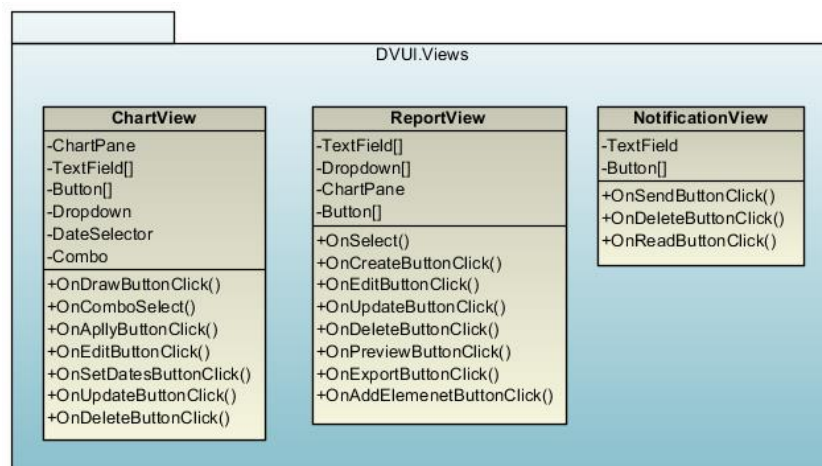 DVUI.Views
ChartView
-ChartPane
-TextField[]
-Button[]
-Dropdown
-DateSelector
-Combo
+OnDrawButtonClick()
+OnComboSelect()
+OnApllyButtonClick()
+OnEditButtonClick()
+OnSetDatesButtonClick()
+OnUpdateButtonClick()
+OnDeleteButtonClick()
ReportView
-TextField[]
-Dropdown[]
-ChartPane
-Button[]
+OnSelect()
+OnCreateButtonClick()
+OnEditButtonClick()
+OnUpdateButtonClick()
+OnDeleteButtonClick()
+OnPreviewButtonClick()
+OnExportButtonClick()
+OnAddElemenetButtonClick()
NotificationView
-TextField
-Button[]
+OnSendButtonClick()
+OnDeleteButtonClick()
+OnReadButtonClick()